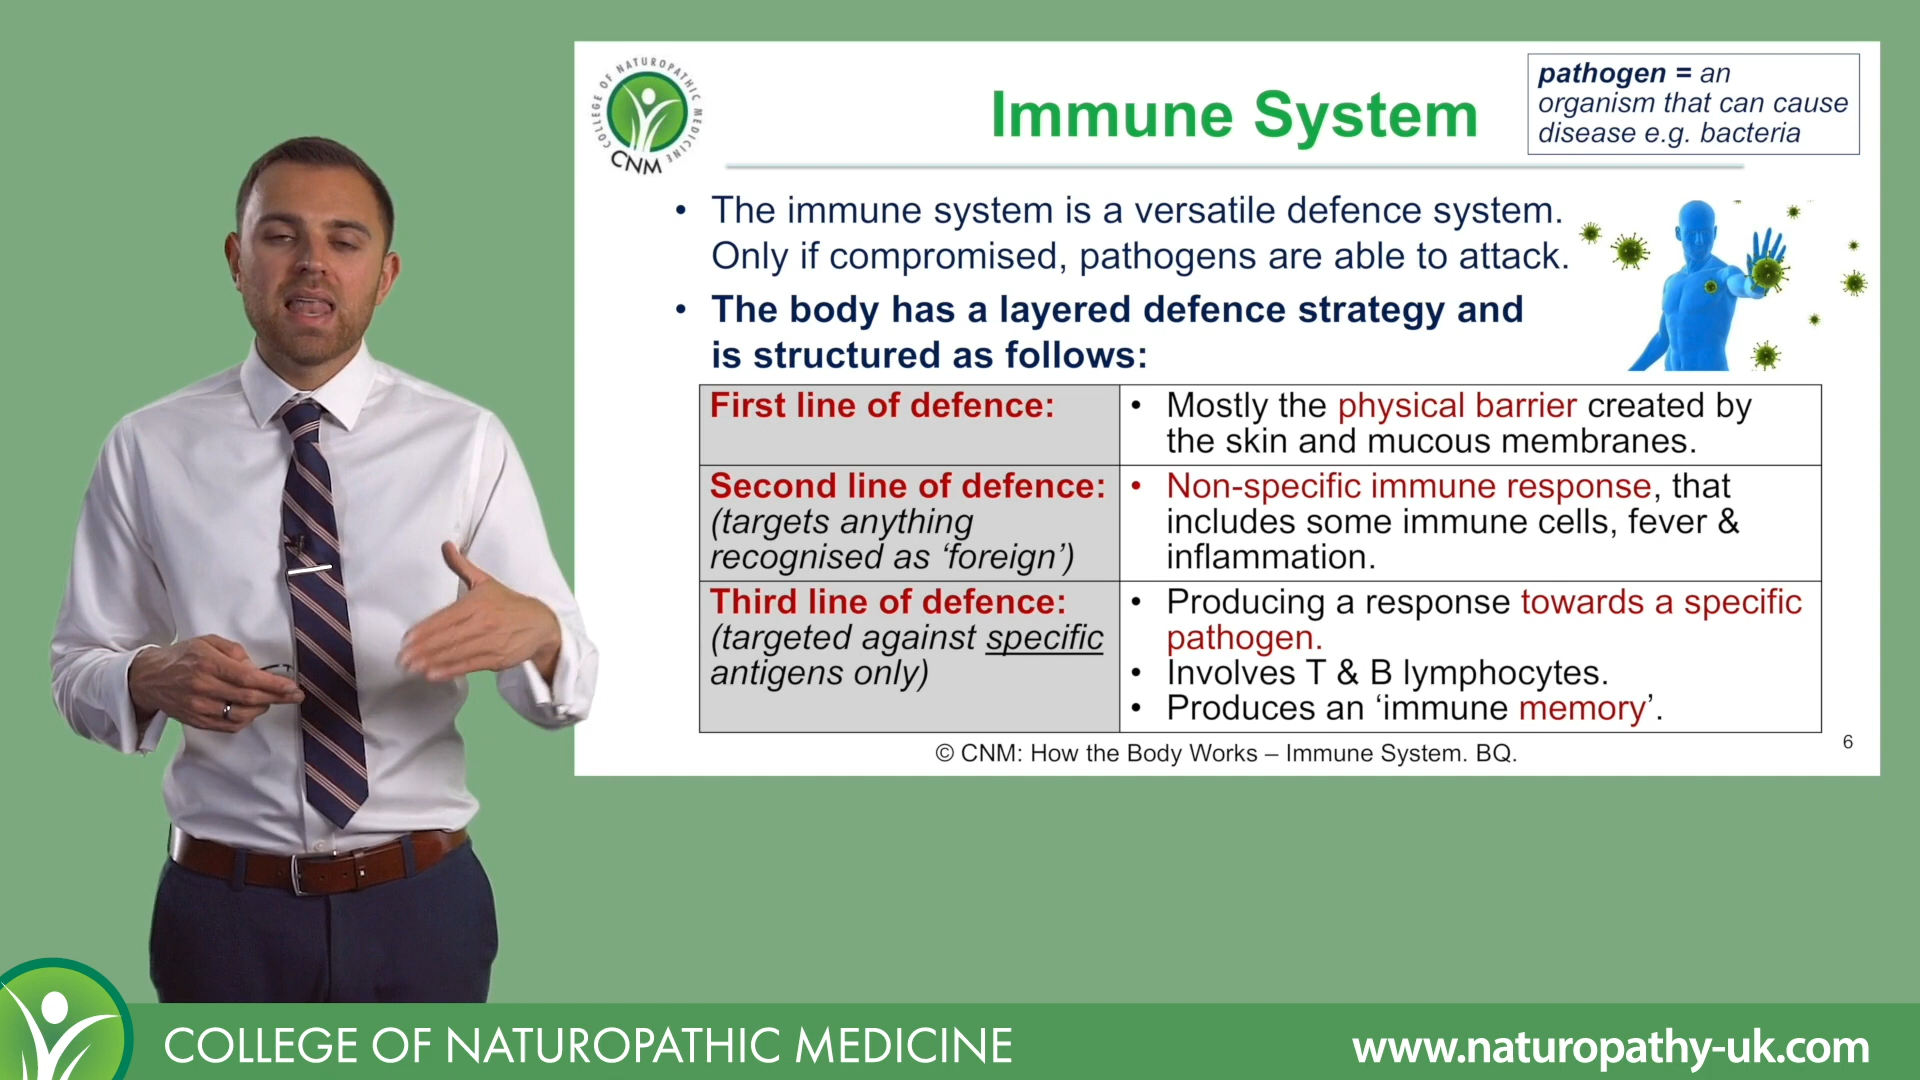 COLLEGE OF NATUROPATHIC MEDICINE
CNM
Immune System
pathogen = an
organism that can cause
disease e.g. bacteria
• The immune system is a versatile defence system.
Only if compromised, pathogens are able to attack.
• The body has a layered defence strategy and
is structured as follows:
First line of defence:
• Mostly the physical barrier created by
the skin and mucous membranes.
Second line of defence:
(targets anything
recognised as ‘foreign’)
• Non-specific immune response, that
includes some immune cells, fever &
inflammation.
Third line of defence:
(targeted against specific
antigens only)
• Producing a response towards a specific
pathogen.
• Involves T & B lymphocytes.
• Produces an ‘immune memory’.
© CNM: How the Body Works – Immune System. BQ.
6
COLLEGE OF NATUROPATHIC MEDICINE
www.naturopathy-uk.com